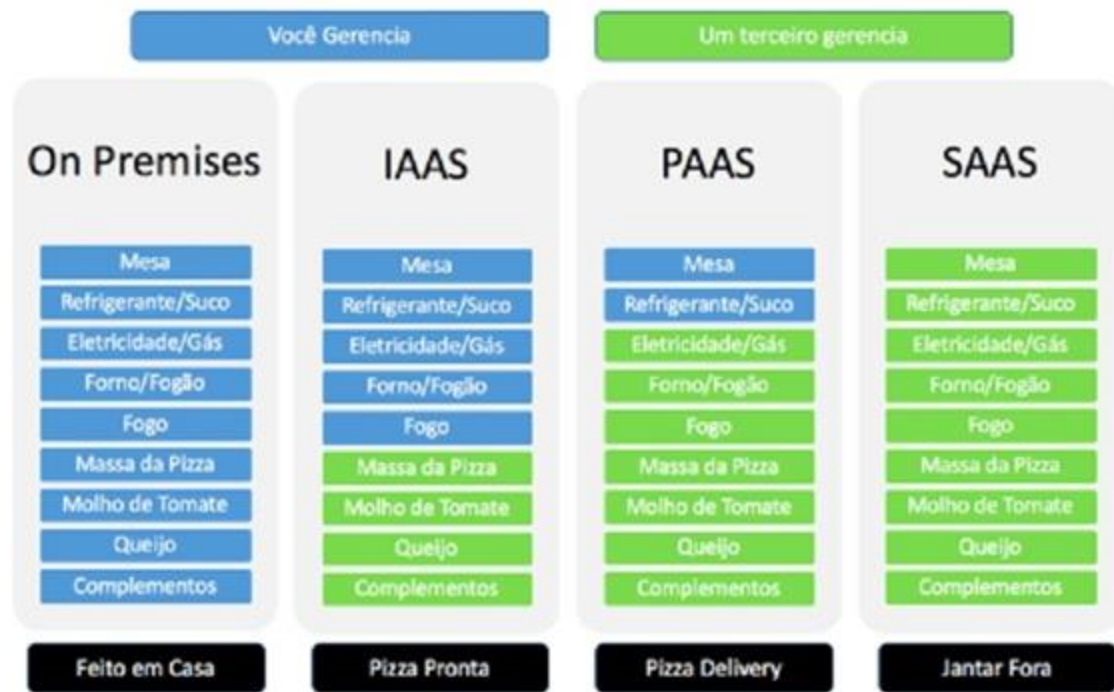 Você Gerencia
Um terceiro gerencia
On Premises
Mesa
Refrigerante/Suco
Eletricidade/Gás
Forno/Fogão
Fogo
Massa da Pizza
Molho de Tomate
Queijo
Complementos
Feito em Casa
IAAS
Mesa
Refrigerante/Suco
Eletricidade/Gás
Forno/Fogão
Fogo
Massa da Pizza
Molho de Tomate
Queijo
Complementos
Pizza Pronta
PAAS
Mesa
Refrigerante/Suco
Eletricidade/Gás
Forno/Fogão
Fogo
Massa da Pizza
Molho de Tomate
Queijo
Complementos
Pizza Delivery
SAAS
Mesa
Refrigerante/Suco
Eletricidade/Gás
Forno/Fogão
Fogo
Massa da Pizza
Molho de Tomate
Queijo
Complementos
Jantar Fora